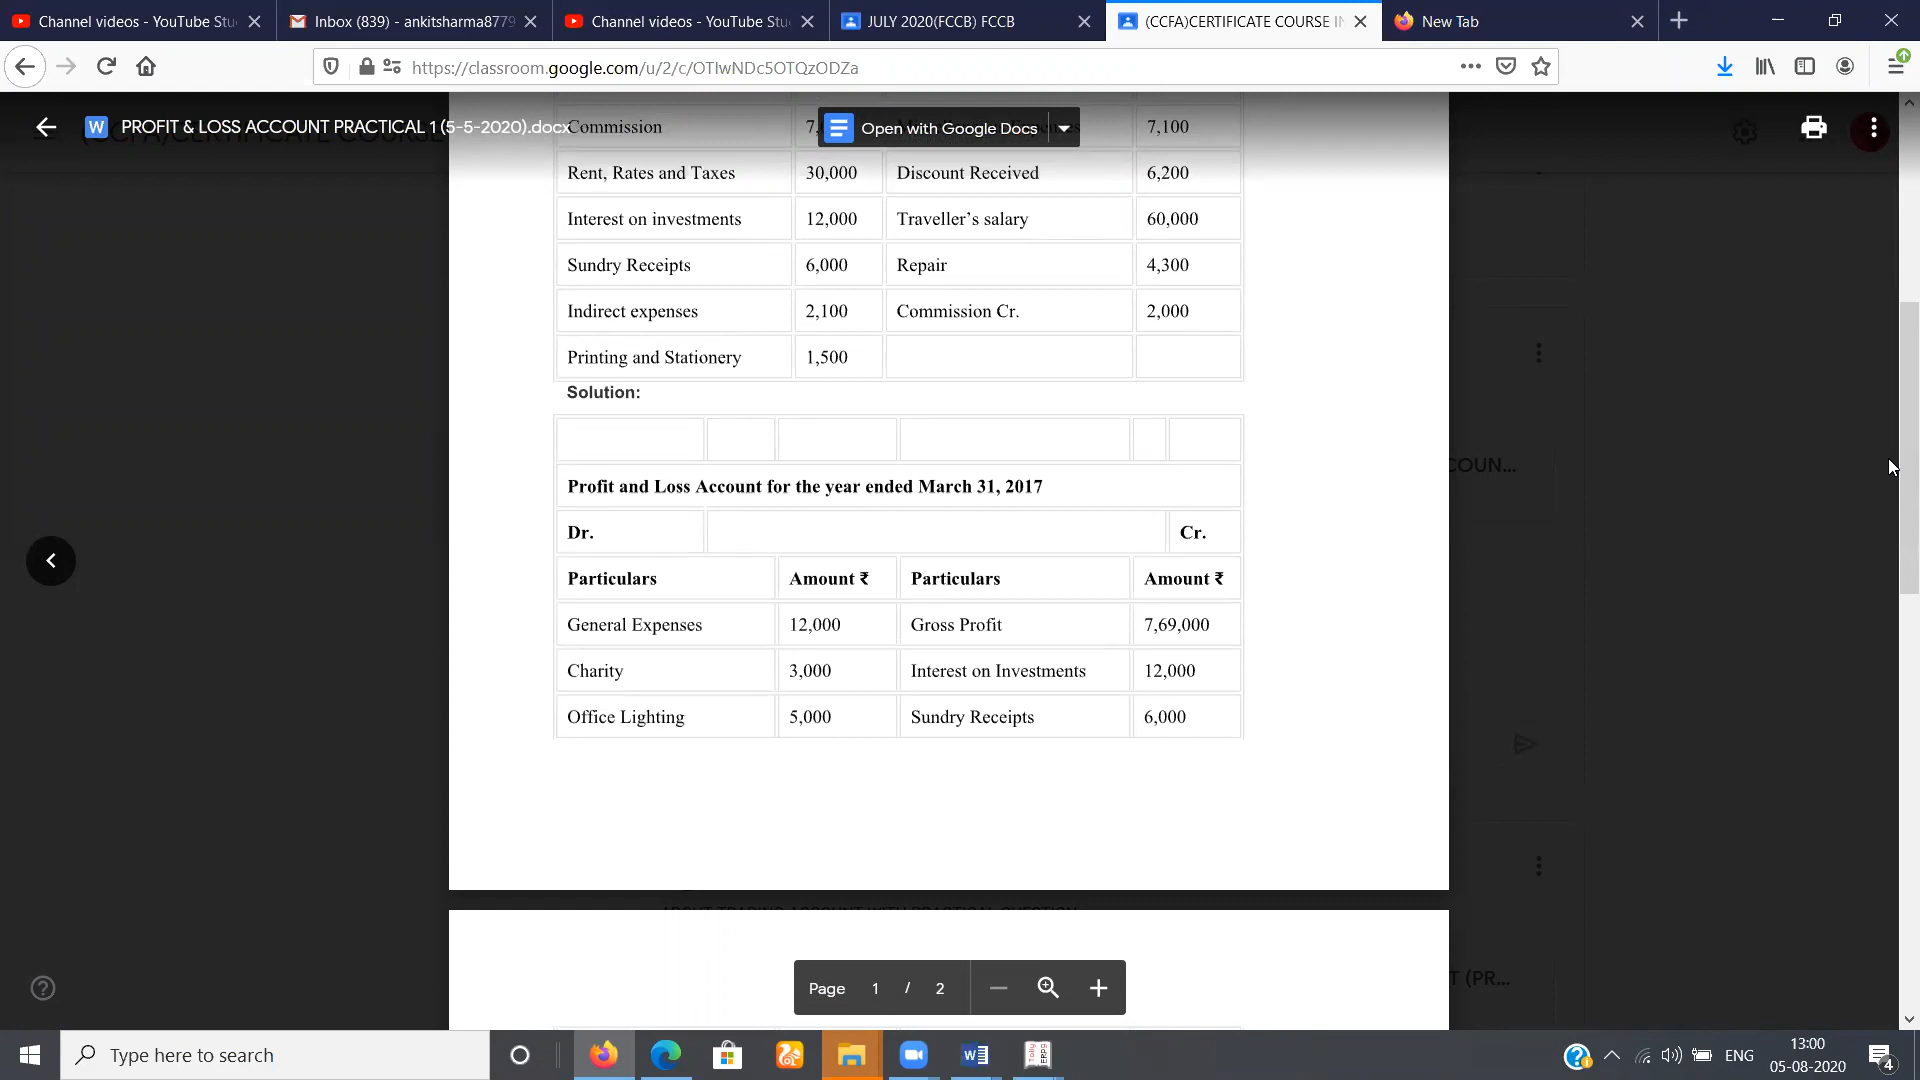 Channel videos - YouTube Stu
Inbox (839) - ankitsharma8779
Channel videos - YouTube Stu
JULY 2020(FCCB) FCCB
(CCFA)CERTIFICATE COURSE IN
New Tab
https://classroom.google.com/u/2/c/OTIwNDc5OTQzODZa
W PROFIT & LOSS ACCOUNT PRACTICAL 1 (5-5-2020).docx
Open with Google Docs
Commission 7, 7,100
Rent, Rates and Taxes 30,000 Discount Received 6,200
Interest on investments 12,000 Traveller’s salary 60,000
Sundry Receipts 6,000 Repair 4,300
Indirect expenses 2,100 Commission Cr. 2,000
Printing and Stationery 1,500
Solution:
Profit and Loss Account for the year ended March 31, 2017
Dr. Cr.
Particulars Amount ₹ Particulars Amount ₹
General Expenses 12,000 Gross Profit 7,69,000
Charity 3,000 Interest on Investments 12,000
Office Lighting 5,000 Sundry Receipts 6,000
COUN...
T (PR...
Page 1 / 2
Type here to search
ENG
13:00
05-08-2020
4